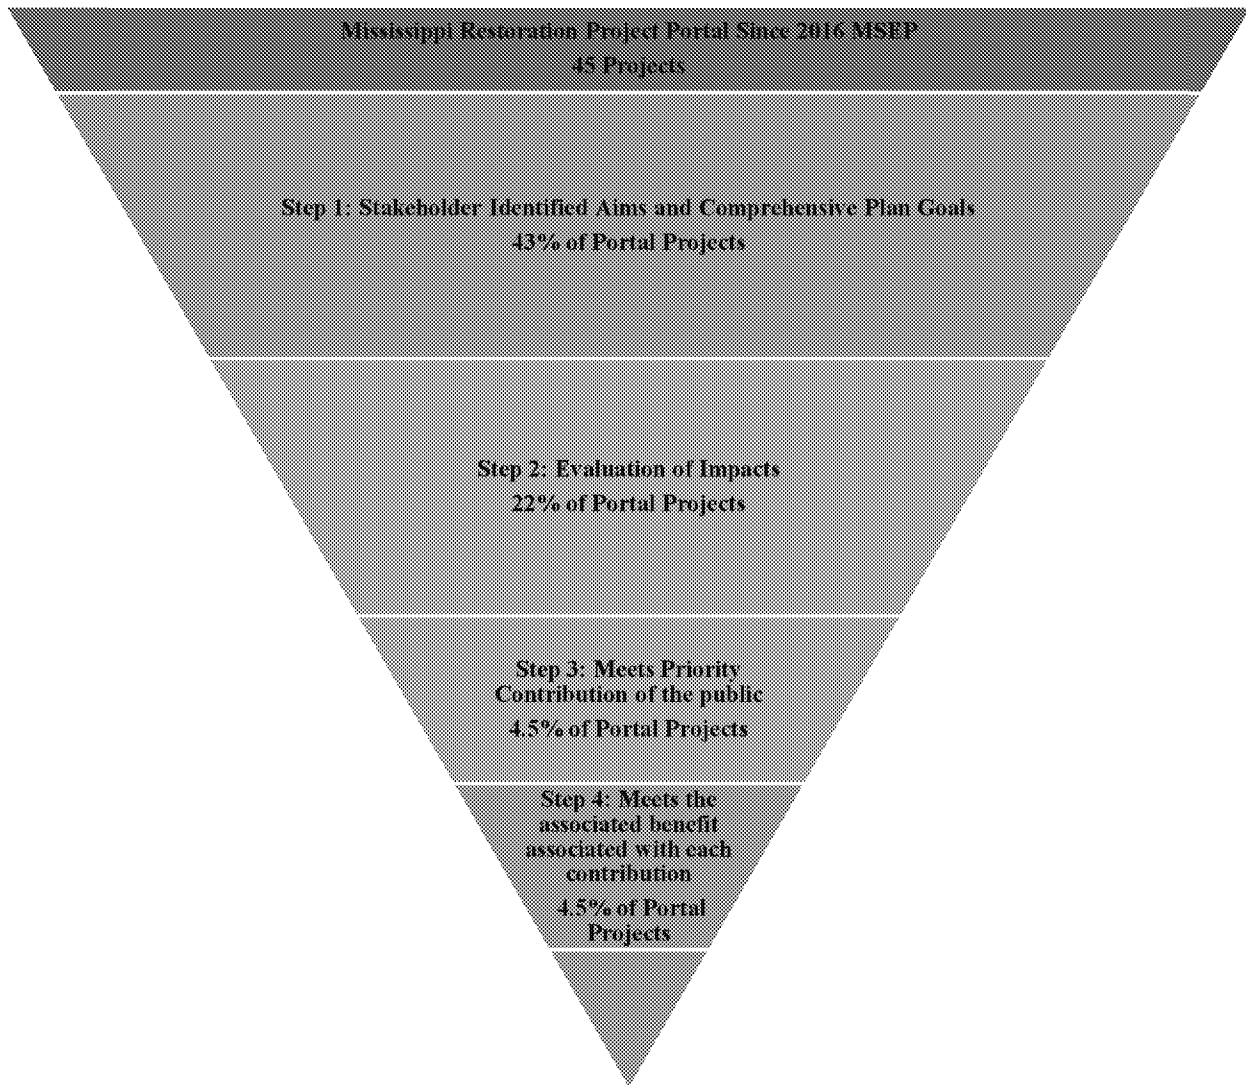 Mississippi Restoration Project Portal Since 2016 MSEP
45 Projects
Step 1: Stakeholder Identified Aims and Comprehensive Plan Goals
43% of Portal Projects
Step 2: Evaluation of Impacts
22% of Portal Projects
Step 3: Meets Priority
Contribution of the public
4.5% of Portal Projects
Step 4: Meets the
associated benefit
associated with each
contribution
4.5% of Portal
Projects